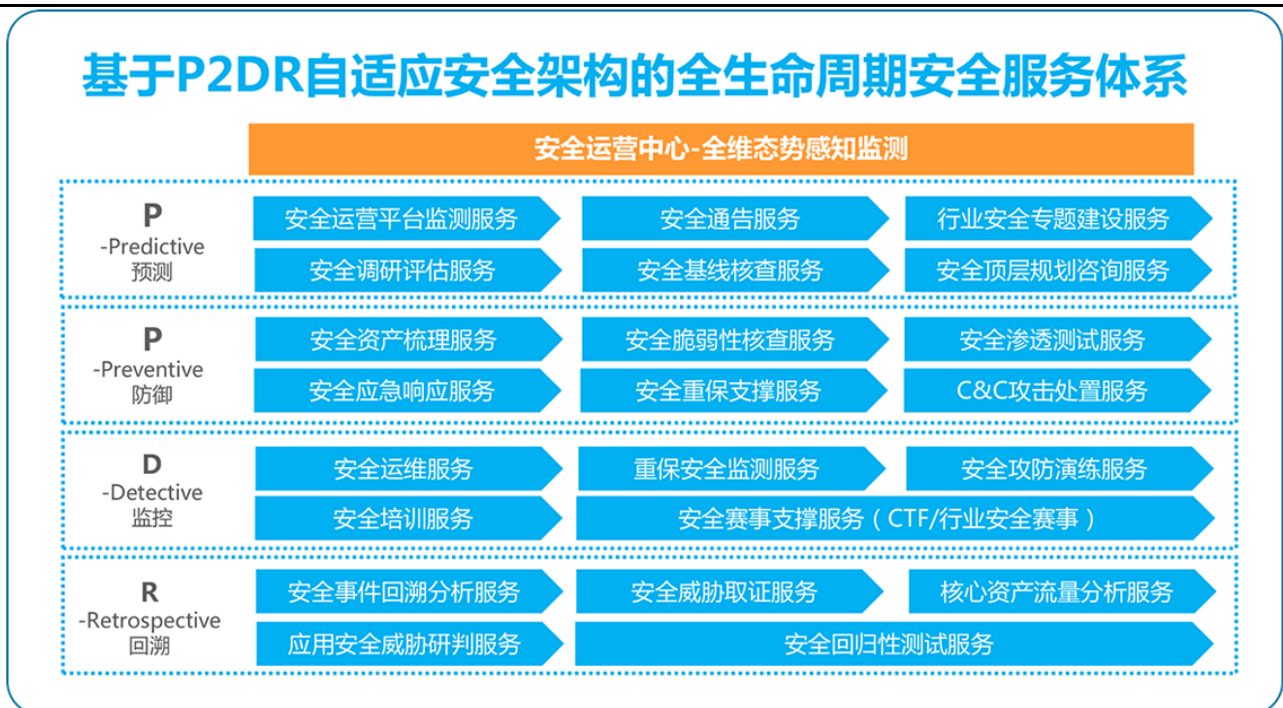 基于P2DR自适应安全架构的全生命周期安全服务体系
安全运营中心-全维态势感知监测
P
-Predictive
预测
安全运营平台监测服务
安全通告服务
行业安全专题建设服务
安全调研评估服务
安全基线核查服务
安全顶层规划咨询服务
P
-Preventive
防御
安全资产梳理服务
安全脆弱性核查服务
安全渗透测试服务
安全应急响应服务
安全重保支撑服务
C&C攻击处置服务
D
-Detective
监控
安全运维服务
重保安全监测服务
安全攻防演练服务
安全培训服务
安全赛事支撑服务（CTF/行业安全赛事）
R
-Retrospective
回溯
安全事件回溯分析服务
安全威胁取证服务
核心资产流量分析服务
应用安全威胁研判服务
安全回归性测试服务